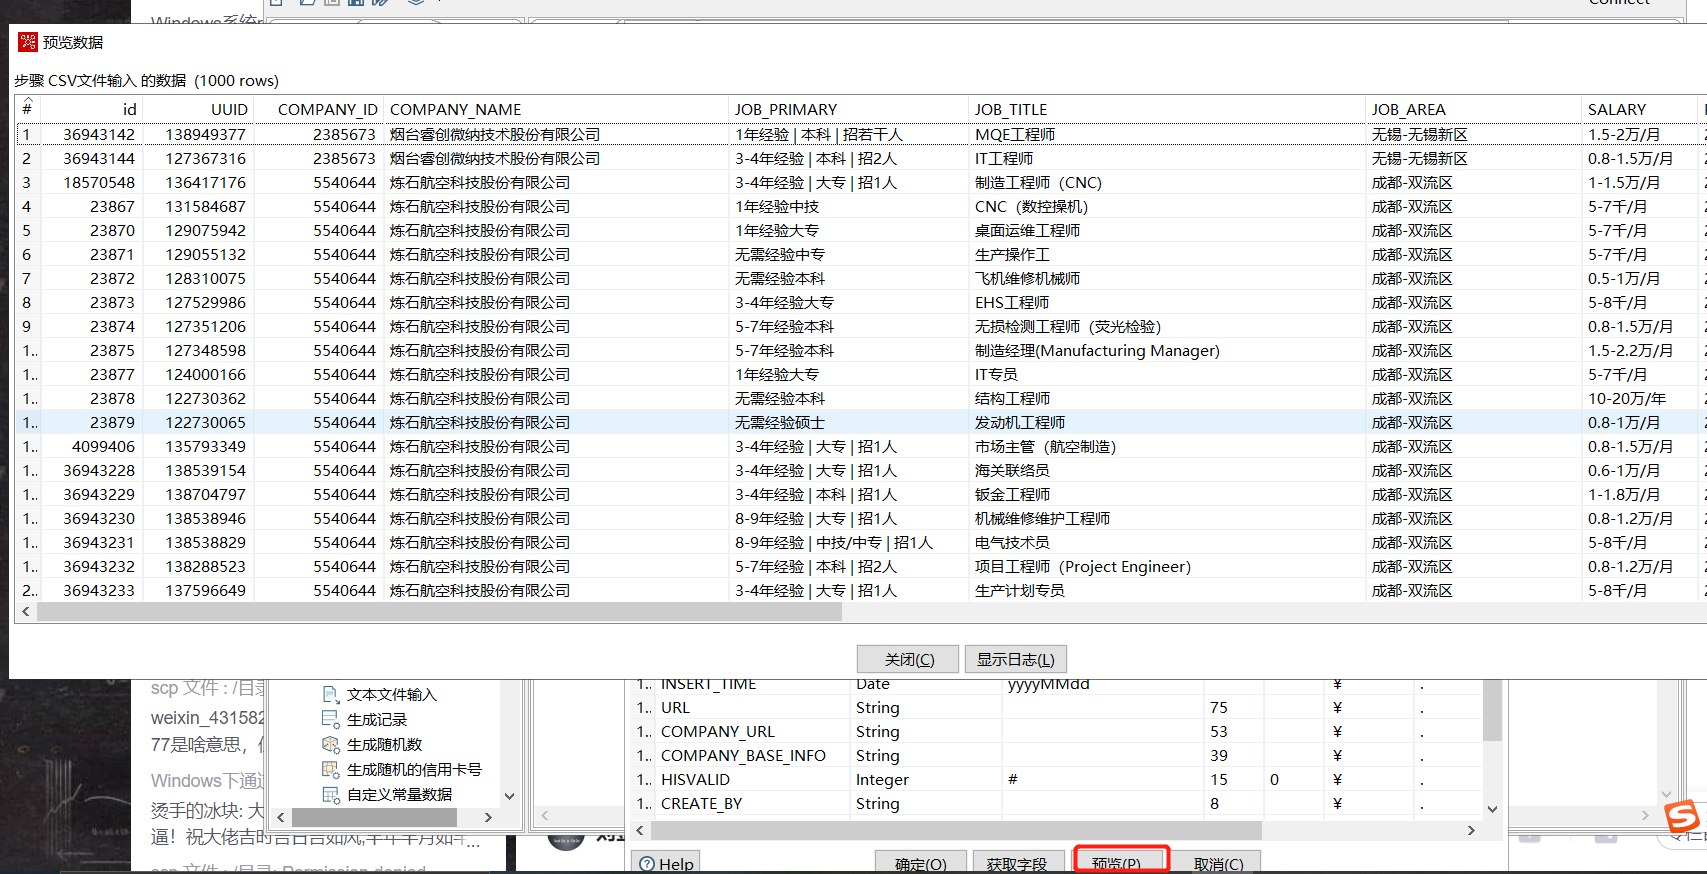 Windows系统r
Connect
预览数据
步骤 CSV文件输入 的数据 (1000 rows)
# id UUID COMPANY_ID COMPANY_NAME JOB_PRIMARY JOB_TITLE JOB_AREA SALARY
1 36943142 138949377 2385673 烟台睿创微纳技术股份有限公司 1年经验 | 本科 | 招若干人 MQE工程师 无锡-无锡新区 1.5-2万/月
2 36943144 127367316 2385673 烟台睿创微纳技术股份有限公司 3-4年经验 | 本科 | 招2人 IT工程师 无锡-无锡新区 0.8-1.5万/月
3 18570548 136417176 5540644 炼石航空科技股份有限公司 3-4年经验 | 大专 | 招1人 制造工程师（CNC) 成都-双流区 1-1.5万/月
4 23867 131584687 5540644 炼石航空科技股份有限公司 1年经验中技 CNC（数控操机） 成都-双流区 5-7千/月
5 23870 129075942 5540644 炼石航空科技股份有限公司 1年经验大专 桌面运维工程师 成都-双流区 5-7千/月
6 23871 129055132 5540644 炼石航空科技股份有限公司 无需经验中专 生产操作工 成都-双流区 5-7千/月
7 23872 128310075 5540644 炼石航空科技股份有限公司 无需经验本科 飞机维修机械师 成都-双流区 0.5-1万/月
8 23873 127529986 5540644 炼石航空科技股份有限公司 3-4年经验大专 EHS工程师 成都-双流区 5-8千/月
9 23874 127351206 5540644 炼石航空科技股份有限公司 5-7年经验本科 无损检测工程师（荧光检验） 成都-双流区 0.8-1.5万/月
1.. 23875 127348598 5540644 炼石航空科技股份有限公司 5-7年经验本科 制造经理(Manufacturing Manager) 成都-双流区 1.5-2.2万/月
1.. 23877 124000166 5540644 炼石航空科技股份有限公司 1年经验大专 IT专员 成都-双流区 5-7千/月
1.. 23878 122730362 5540644 炼石航空科技股份有限公司 无需经验本科 结构工程师 成都-双流区 10-20万/年
1.. 23879 122730065 5540644 炼石航空科技股份有限公司 无需经验硕士 发动机工程师 成都-双流区 0.8-1万/月
1.. 4099406 135793349 5540644 炼石航空科技股份有限公司 3-4年经验 | 大专 | 招1人 市场主管（航空制造） 成都-双流区 0.8-1.5万/月
1.. 36943228 138539154 5540644 炼石航空科技股份有限公司 3-4年经验 | 大专 | 招1人 海关联络员 成都-双流区 0.6-1万/月
1.. 36943229 138704797 5540644 炼石航空科技股份有限公司 3-4年经验 | 本科 | 招1人 钣金工程师 成都-双流区 1-1.8万/月
1.. 36943230 138538946 5540644 炼石航空科技股份有限公司 8-9年经验 | 大专 | 招1人 机械维修维护工程师 成都-双流区 0.8-1.2万/月
1.. 36943231 138538829 5540644 炼石航空科技股份有限公司 8-9年经验 | 中技/中专 | 招1人 电气技术员 成都-双流区 5-8千/月
1.. 36943232 138288523 5540644 炼石航空科技股份有限公司 5-7年经验 | 本科 | 招2人 项目工程师（Project Engineer） 成都-双流区 0.8-1.2万/月
2.. 36943233 137596649 5540644 炼石航空科技股份有限公司 3-4年经验 | 大专 | 招1人 生产计划专员 成都-双流区 5-8千/月
关闭(C) 显示日志(L)
scp 文件 : /目录
weixin_431582
77是啥意思，
Windows下通过
烫手的冰块: 大
逼！祝大佬吉时吉日吉如风,
scp 文件 : /目录: Permission denied
文本文件输入
生成记录
生成随机数
生成随机的信用卡号
自定义常量数据
1.. INSERT_TIME Date yyyyMMdd ¥ .
1.. URL String 75 ¥ .
1.. COMPANY_URL String 53 ¥ .
1.. COMPANY_BASE_INFO String 39 ¥ .
1.. HISVALID Integer # 15 0 ¥ .
1.. CREATE_BY String 8 ¥ .
Help 确定(O) 获取字段 预览(P) 取消(C)